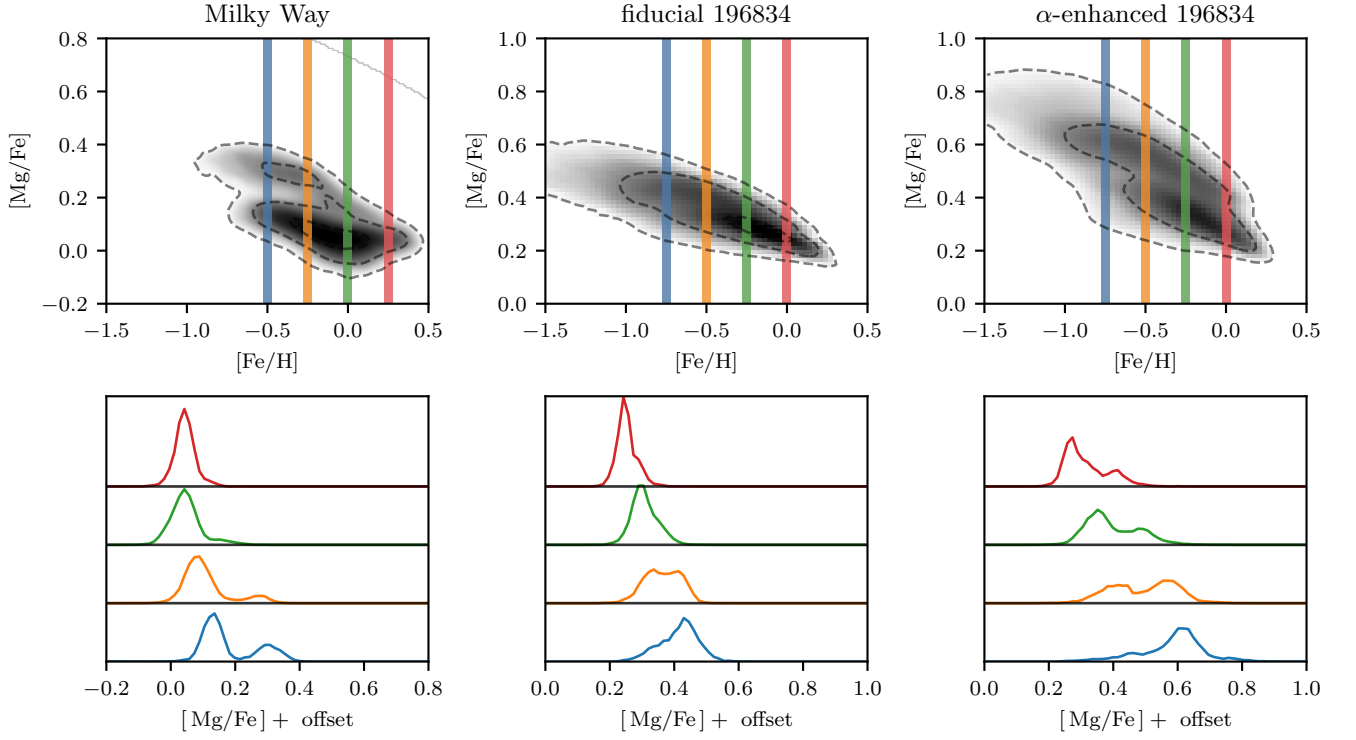 Milky Way
fiducial 196834
α-enhanced 196834
0.8
0.6
0.4
0.2
0.0
−0.2
[Mg/Fe]
−1.5 −1.0 −0.5 0.0 0.5
[Fe/H]
1.0
0.8
0.6
0.4
0.2
0.0
[Mg/Fe]
−1.5 −1.0 −0.5 0.0 0.5
[Fe/H]
1.0
0.8
0.6
0.4
0.2
0.0
[Mg/Fe]
−1.5 −1.0 −0.5 0.0 0.5
[Fe/H]
−0.2 0.0 0.2 0.4 0.6 0.8
[Mg/Fe] + offset
0.0 0.2 0.4 0.6 0.8 1.0
[Mg/Fe] + offset
0.0 0.2 0.4 0.6 0.8 1.0
[Mg/Fe] + offset